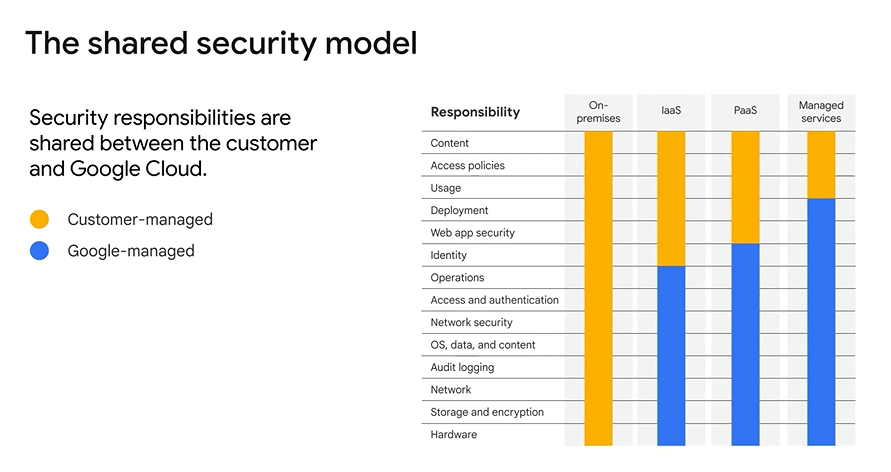 The shared security model
Security responsibilities are
shared between the customer
and Google Cloud.
Customer-managed
Google-managed
Responsibility
On-
premises
IaaS
PaaS
Managed
services
Content
Access policies
Usage
Deployment
Web app security
Identity
Operations
Access and authentication
Network security
OS, data, and content
Audit logging
Network
Storage and encryption
Hardware